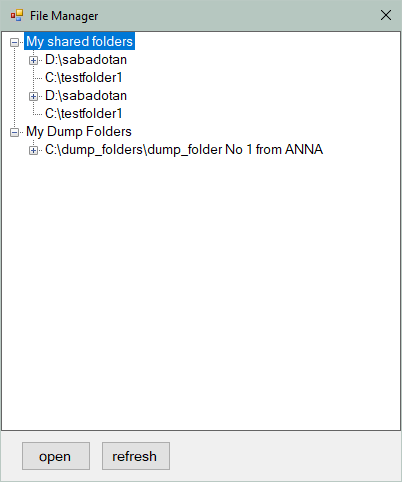 File Manager
My shared folders
D:\sabadotan
C:\testfolder1
D:\sabadotan
C:\testfolder1
My Dump Folders
C:\dump_folders\dump_folder No 1 from ANNA
open refresh